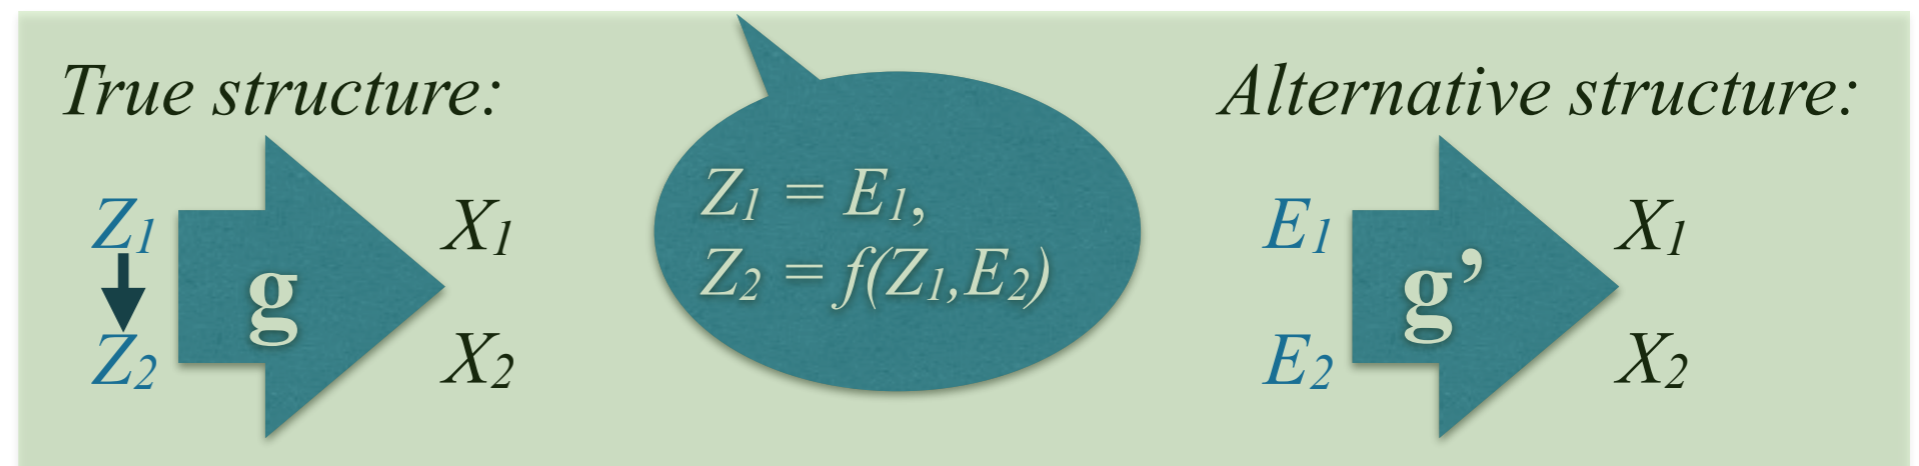 True structure:
Z1
Z2
g
X1
X2
Z1 = E1,
Z2 = f(Z1,E2)
Alternative structure:
E1
E2
g’
X1
X2